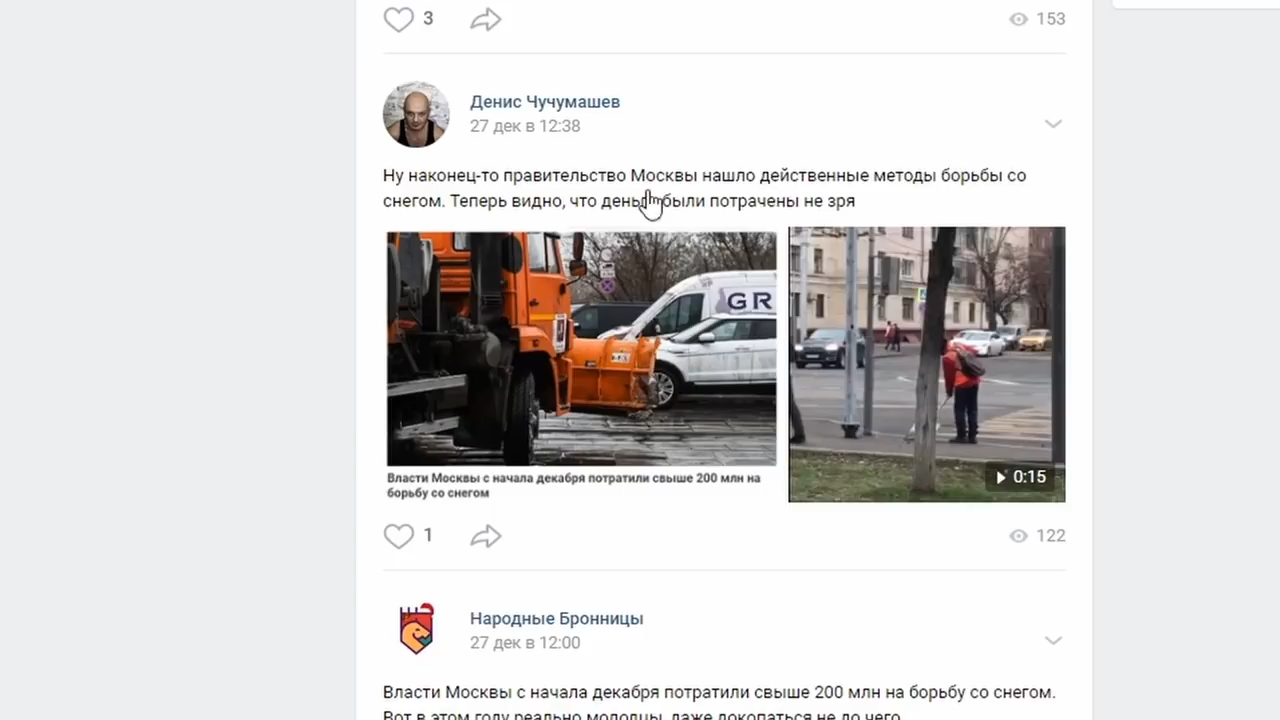 3
153
Денис Чучумашев
27 дек в 12:38
Ну наконец-то правительство Москвы нашло действенные методы борьбы со
снегом. Теперь видно, что были потрачены не зря
GR
0:15
Власти Москвы с начала декабря потратили свыше 200 млн на
борьбу со снегом
1
122
Народные Бронницы
27 дек в 12:00
Власти Москвы с начала декабря потратили свыше 200 млн на борьбу со снегом.
Вот в этом году реально молодцы, даже докопаться не до чего